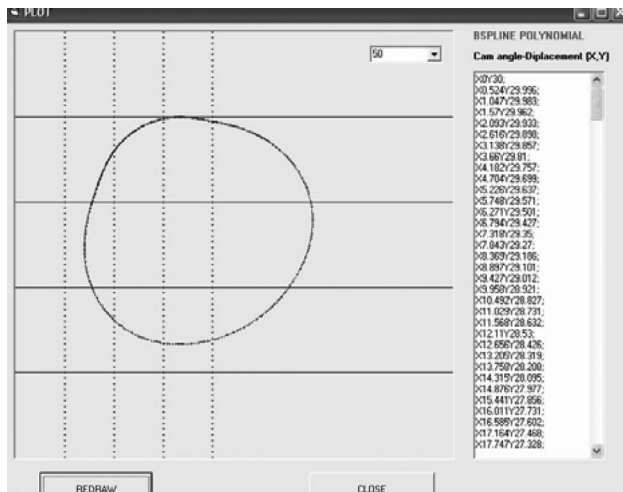 PLOT
BSPLINE POLYNOMIAL
50
Cam angle-Diplacement (X,Y)
X0Y30;
X0.524Y29.996;
X1.047Y29.983;
X1.57Y29.962;
X2.093Y29.933;
X2.616Y29.898;
X3.138Y29.857;
X3.66Y29.81;
X4.182Y29.757;
X4.704Y29.699;
X5.226Y29.637;
X5.748Y29.571;
X6.271Y29.501;
X6.794Y29.427;
X7.318Y29.35;
X7.843Y29.27;
X8.369Y29.186;
X8.897Y29.101;
X9.427Y29.012;
X9.958Y28.921;
X10.492Y28.827;
X11.029Y28.731;
X11.568Y28.632;
X12.11Y28.53;
X12.656Y28.426;
X13.205Y28.319;
X13.758Y28.208;
X14.315Y28.095;
X14.876Y27.977;
X15.441Y27.856;
X16.011Y27.731;
X16.585Y27.602;
X17.164Y27.468;
X17.747Y27.328;
REDRAW
CLOSE